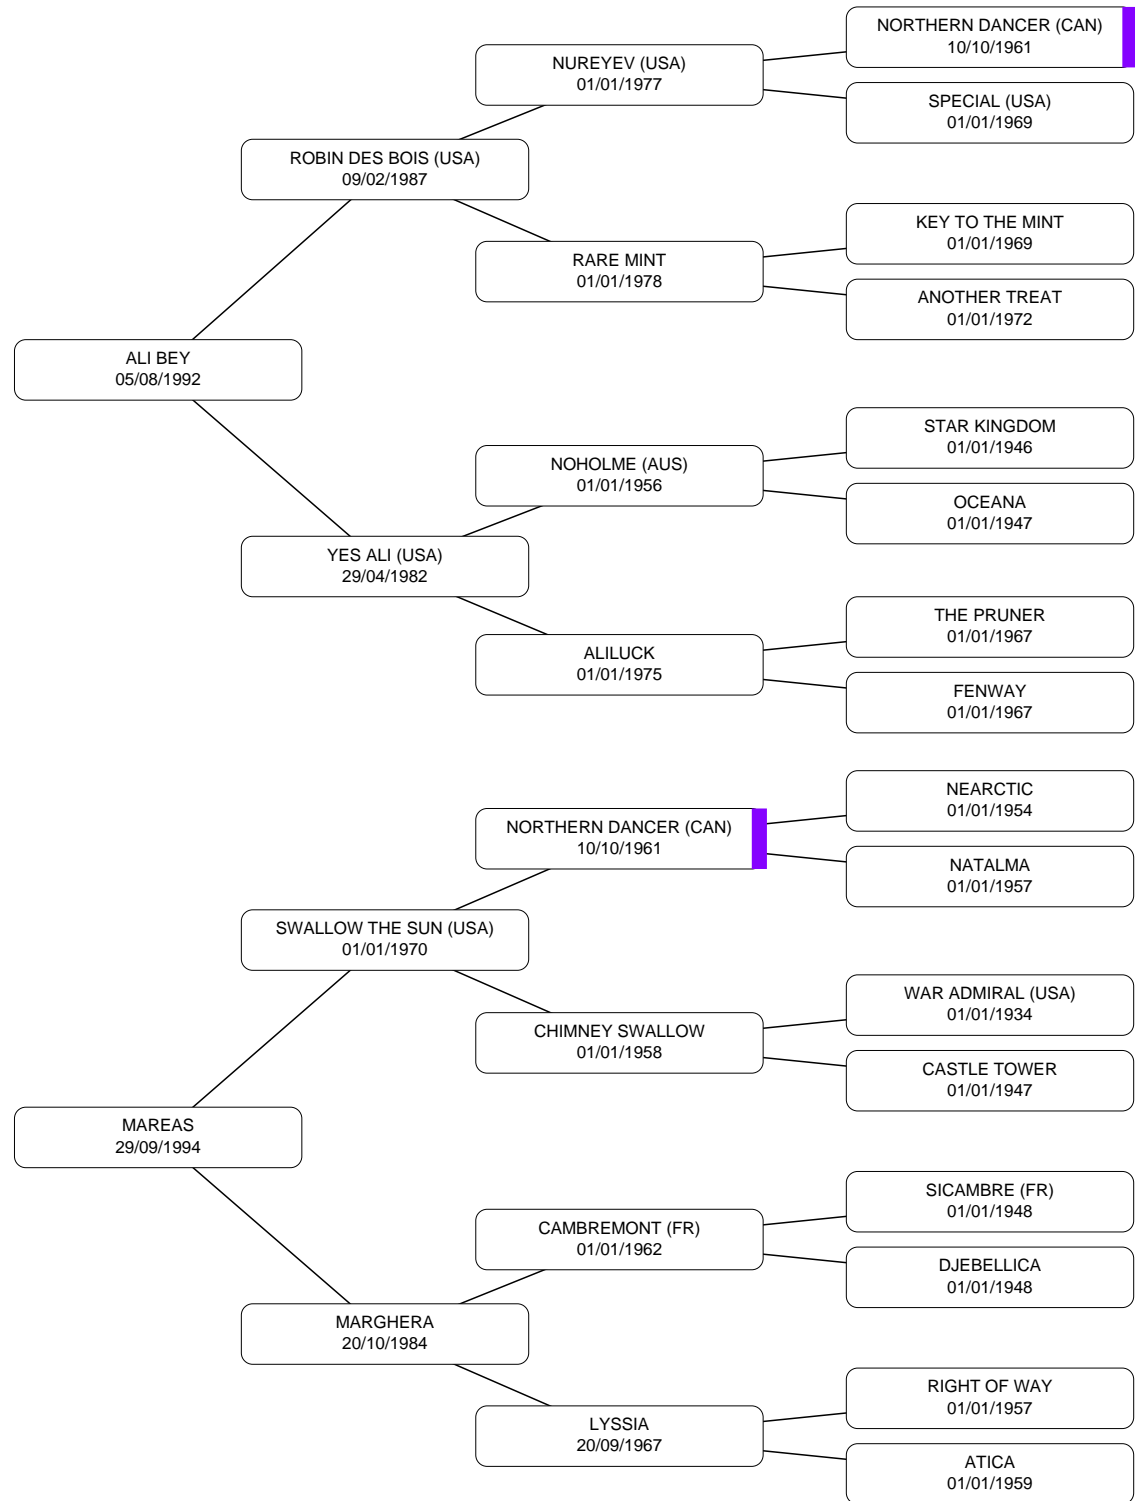 NORTHERN DANCER (CAN)
10/10/1961
NUREYEV (USA)
01/01/1977
SPECIAL (USA)
01/01/1969
ROBIN DES BOIS (USA)
09/02/1987
KEY TO THE MINT
01/01/1969
RARE MINT
01/01/1978
ANOTHER TREAT
01/01/1972
ALI BEY
05/08/1992
STAR KINGDOM
01/01/1946
NOHOLME (AUS)
01/01/1956
OCEANA
01/01/1947
YES ALI (USA)
29/04/1982
THE PRUNER
01/01/1967
ALILUCK
01/01/1975
FENWAY
01/01/1967
NEARCTIC
01/01/1954
NORTHERN DANCER (CAN)
10/10/1961
NATALMA
01/01/1957
SWALLOW THE SUN (USA)
01/01/1970
WAR ADMIRAL (USA)
01/01/1934
CHIMNEY SWALLOW
01/01/1958
CASTLE TOWER
01/01/1947
MAREAS
29/09/1994
SICAMBRE (FR)
01/01/1948
CAMBREMONT (FR)
01/01/1962
DJEBELLICA
01/01/1948
MARGHERA
20/10/1984
RIGHT OF WAY
01/01/1957
LYSSIA
20/09/1967
ATICA
01/01/1959